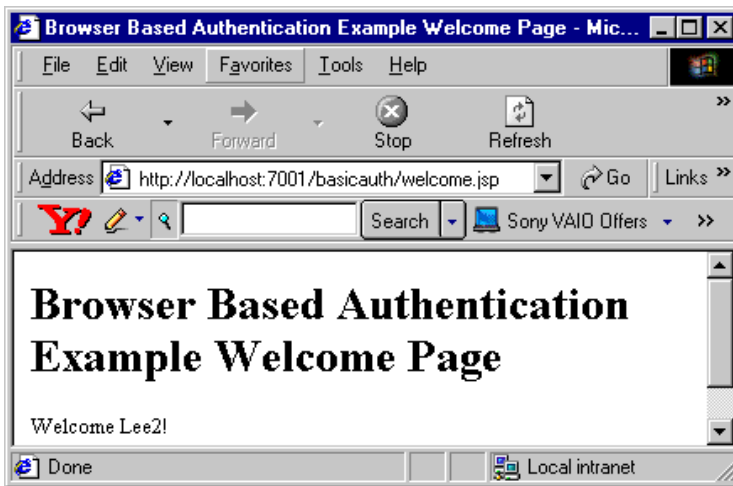 Browser Based Authentication Example Welcome Page - Mic...
File Edit View Favorites Tools Help
Back Forward Stop Refresh »
Address http://localhost:7001/basicauth/welcome.jsp Go Links »
Y! Search Sony VAIO Offers »
Browser Based Authentication
Example Welcome Page
Welcome Lee2!
Done Local intranet